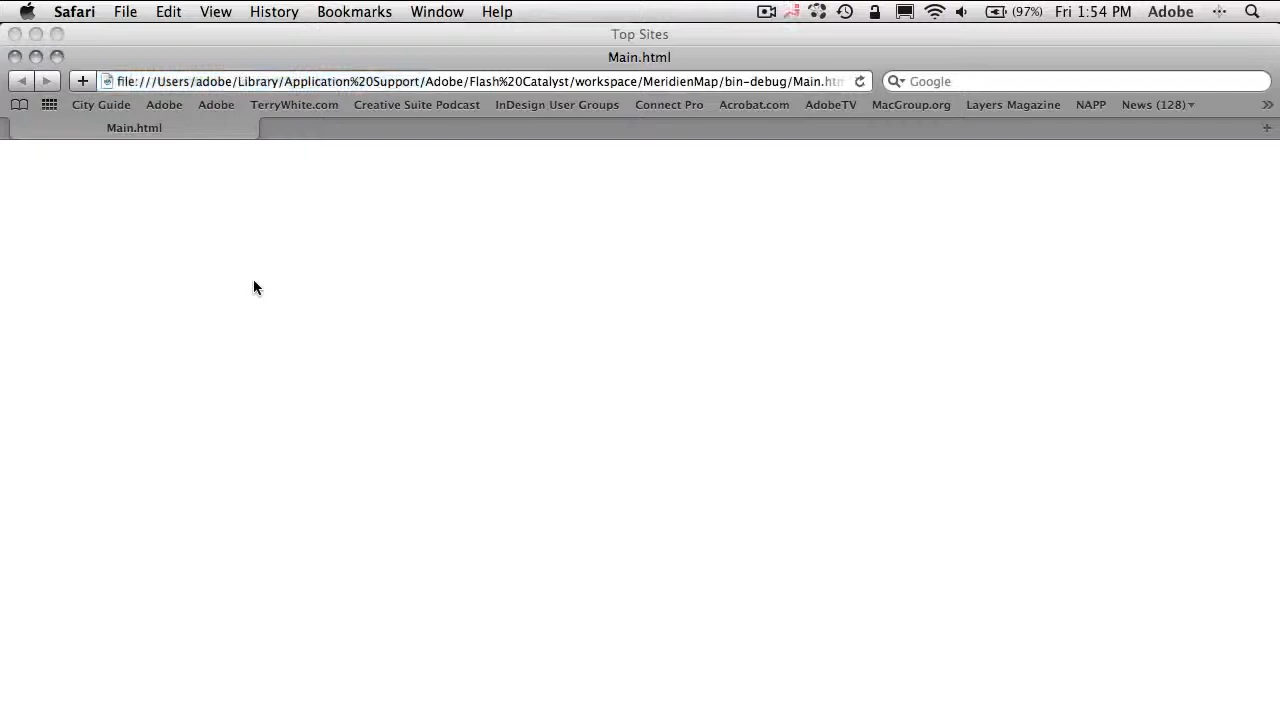 Safari File Edit View History Bookmarks Window Help (97%) Fri 1:54 PM Adobe
Top Sites
Main.html
file:///Users/adobe/Library/Application%20Support/Adobe/Flash%20Catalyst/workspace/MeridienMap/bin-debug/Main.htm Google
City Guide Adobe Adobe TerryWhite.com Creative Suite Podcast InDesign User Groups Connect Pro Acrobat.com AdobeTV MacGroup.org Layers Magazine NAPP News (128)
Main.html